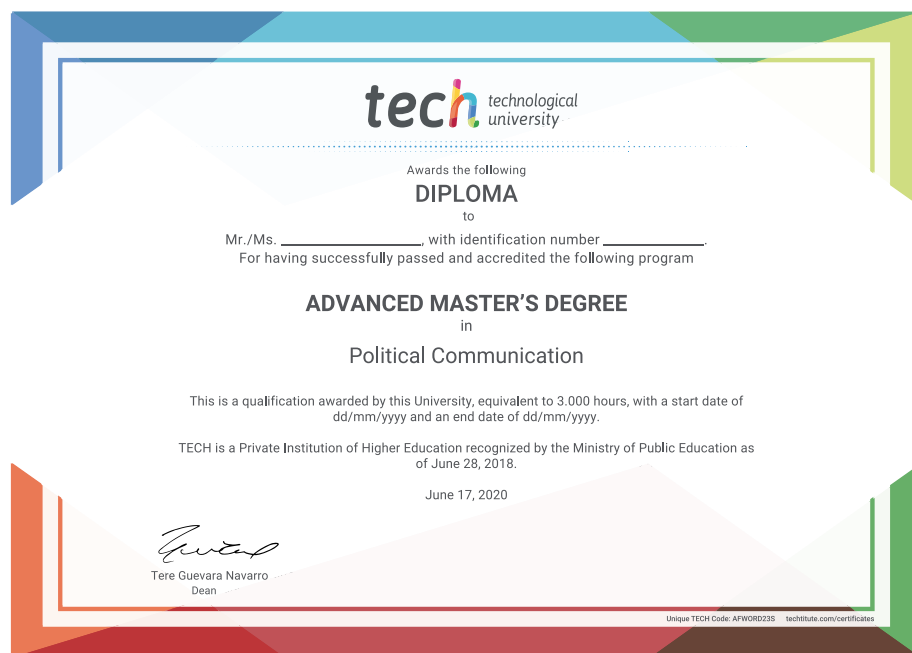 tech technological
university
Awards the following
DIPLOMA
to
Mr./Ms. ____________________, with identification number ______________.
For having successfully passed and accredited the following program
ADVANCED MASTER'S DEGREE
in
Political Communication
This is a qualification awarded by this University, equivalent to 3.000 hours, with a start date of
dd/mm/yyyy and an end date of dd/mm/yyyy.
TECH is a Private Institution of Higher Education recognized by the Ministry of Public Education as
of June 28, 2018.
June 17, 2020
Tere Guevara Navarro
Dean
Unique TECH Code: AFWORD23S techtitute.com/certificates